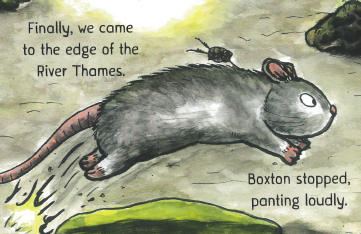 Finally, we came
to the edge of the
River Thames.
Boxton stopped,
panting loudly.